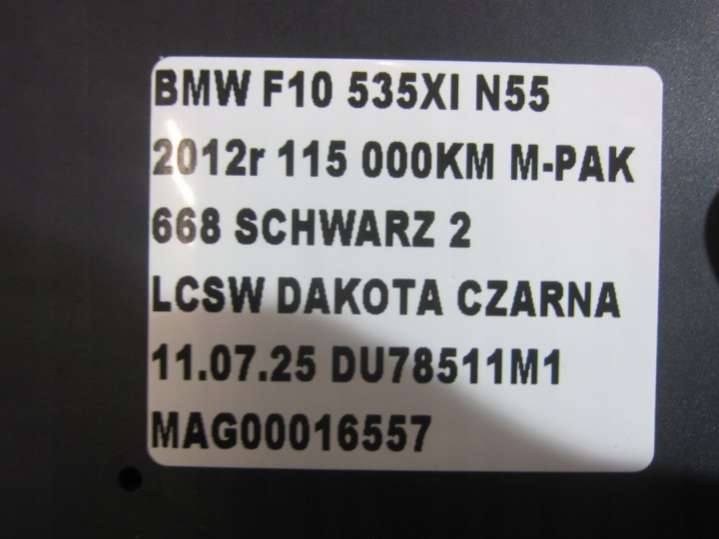 BMW F10 535XI N55
2012r 115 000KM M-PAK
668 SCHWARZ 2
LCSW DAKOTA CZARNA
11.07.25 DU78511M1
MAG00016557